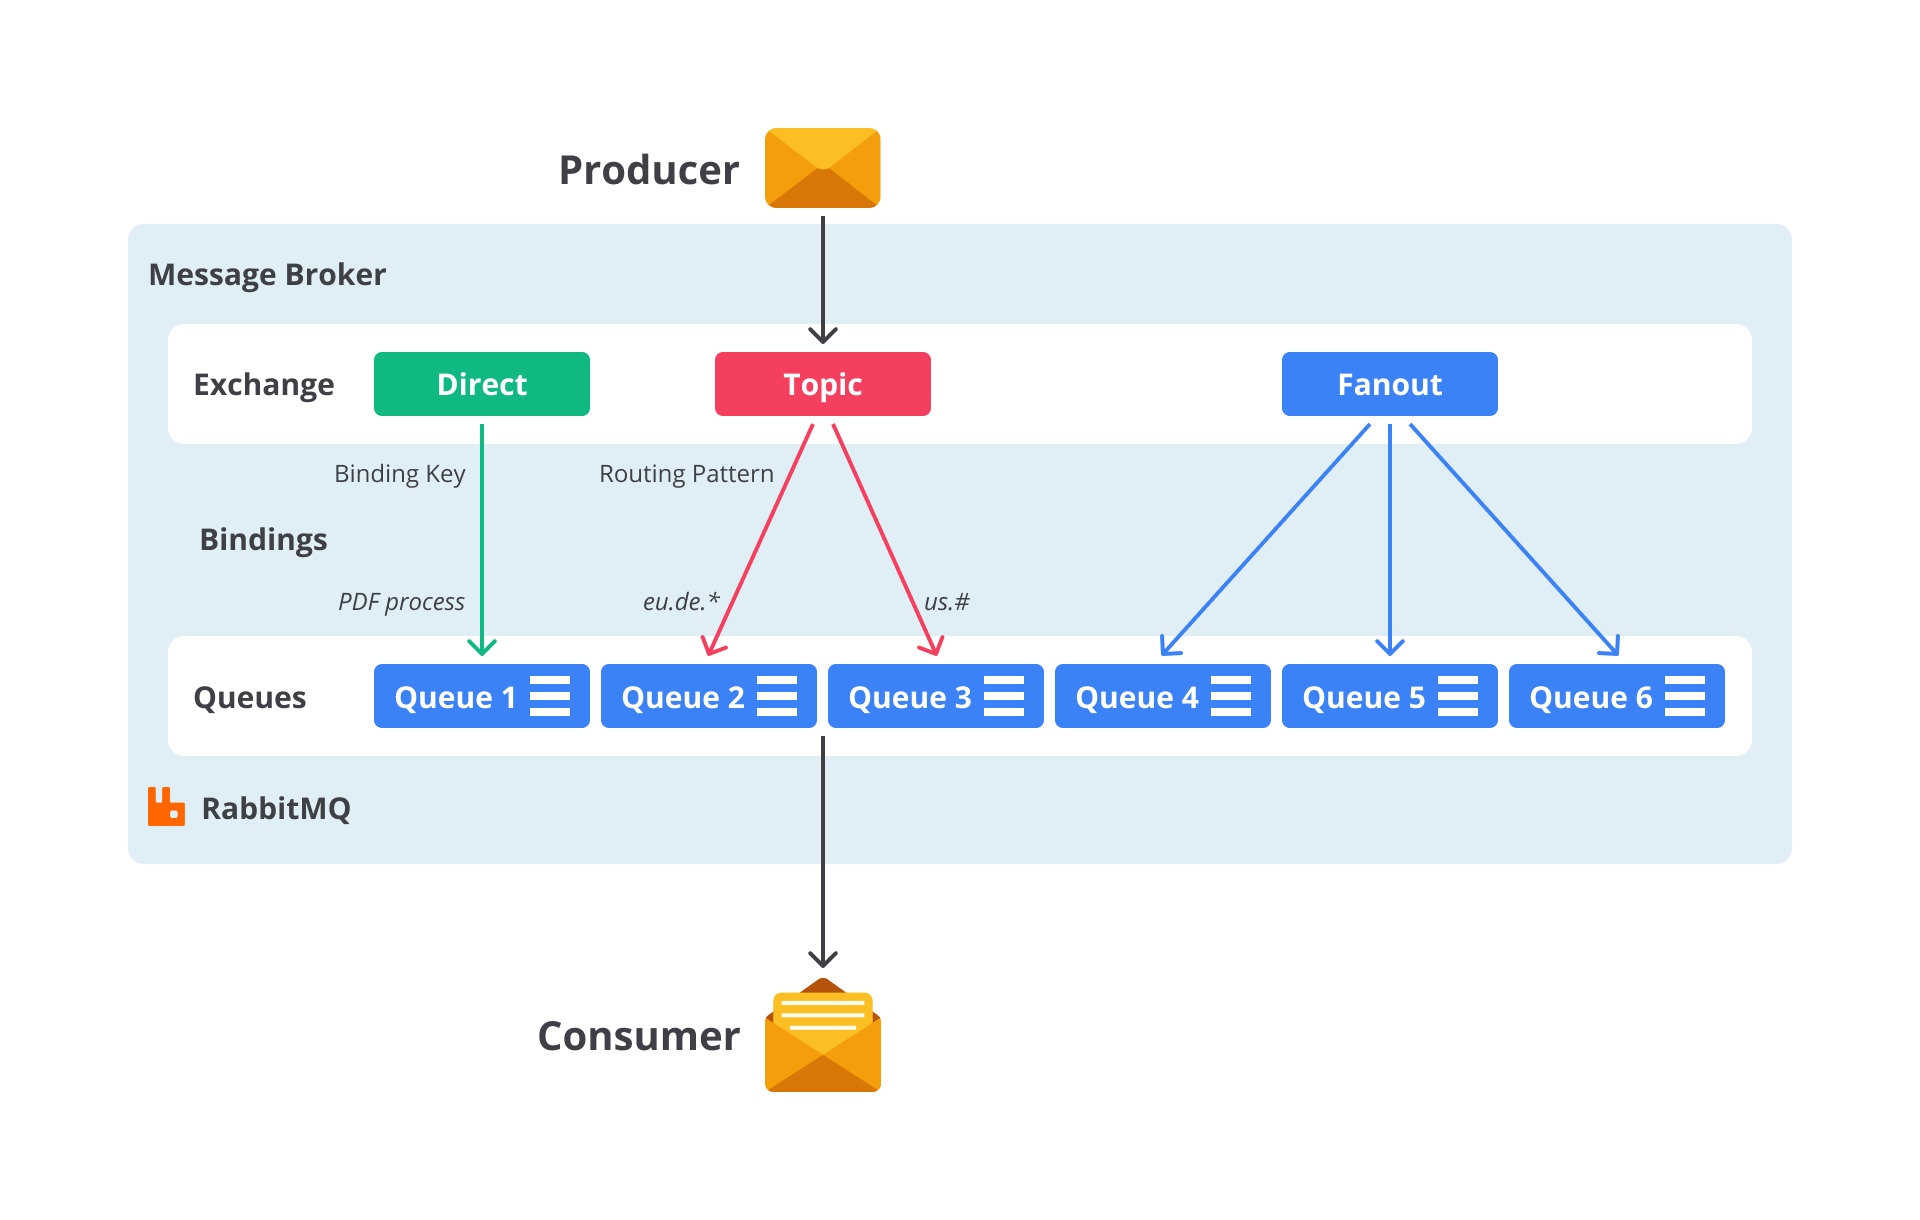 Producer
Message Broker
Exchange
Direct
Topic
Fanout
Binding Key
Routing Pattern
Bindings
PDF process
eu.de.*
us.#
Queues
Queue 1
Queue 2
Queue 3
Queue 4
Queue 5
Queue 6
RabbitMQ
Consumer